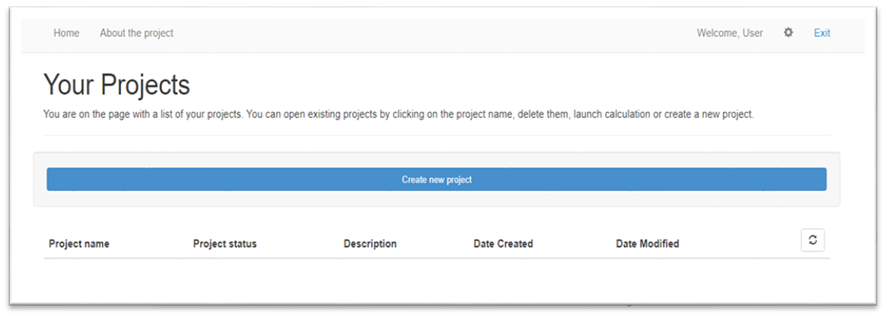 Home About the project Welcome, User Exit
Your Projects
You are on the page with a list of your projects. You can open existing projects by clicking on the project name, delete them, launch calculation or create a new project.
Create new project
Project name Project status Description Date Created Date Modified